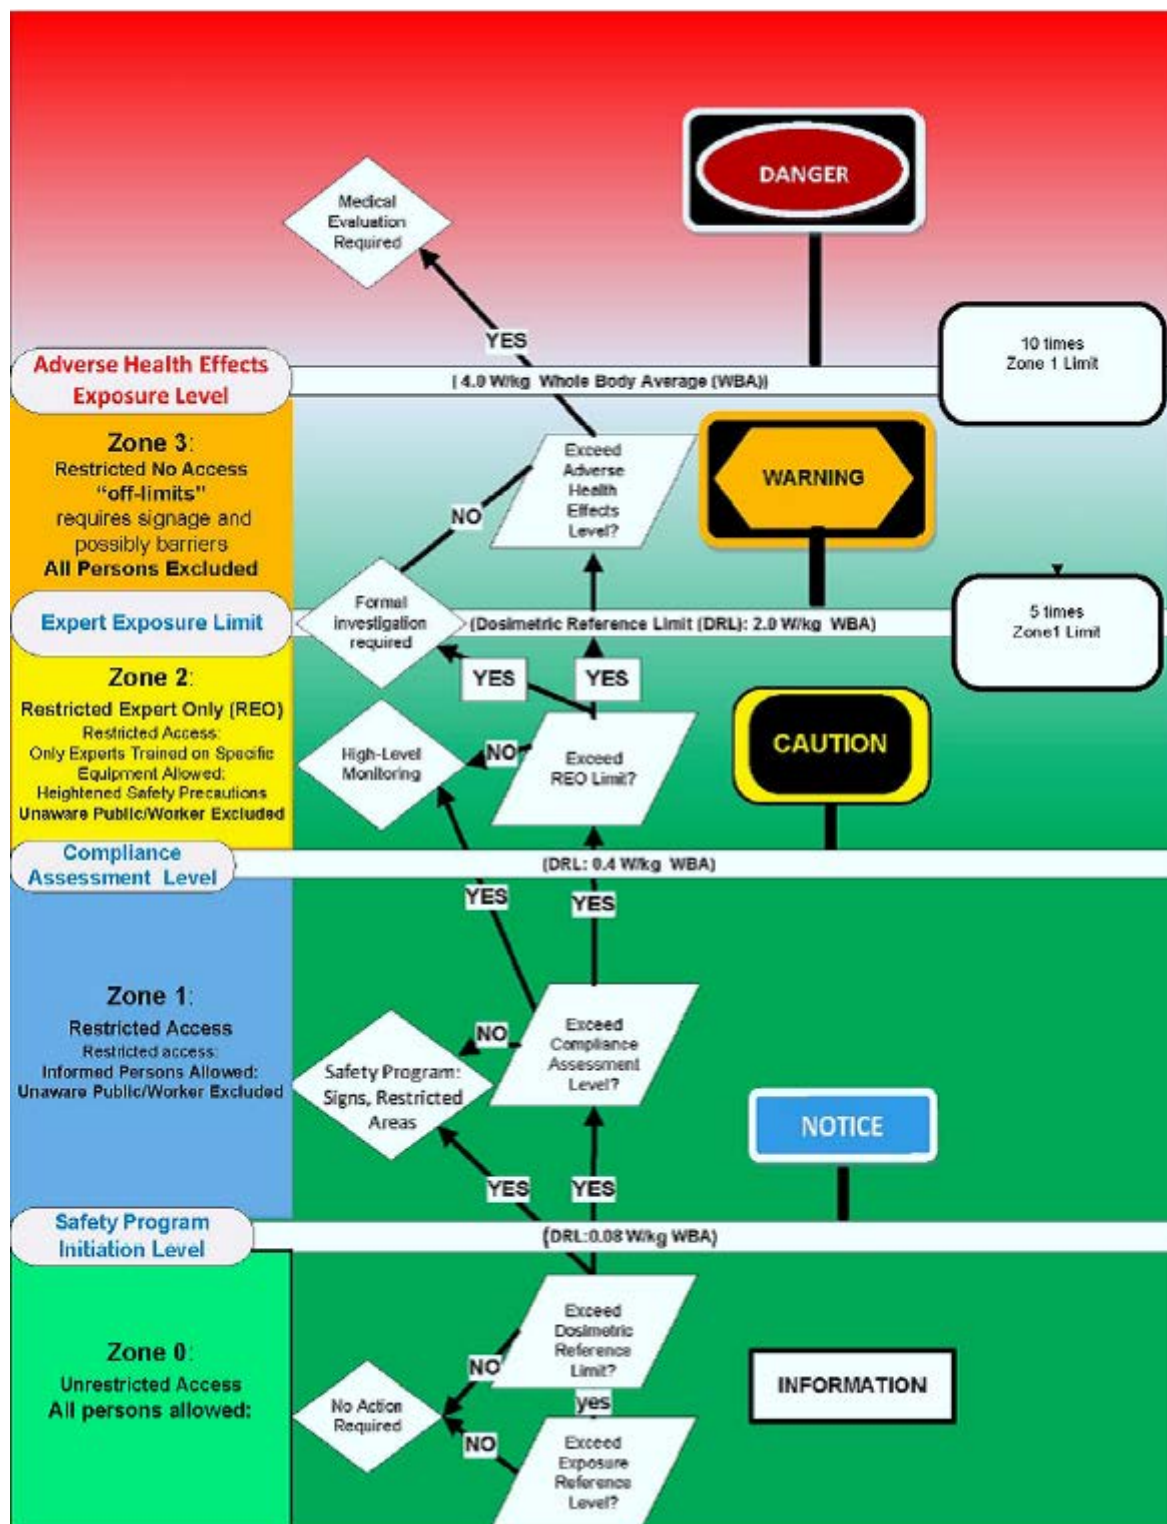 DANGER
Medical
Evaluation
Required
YES
10 times
Zone 1 Limit
Adverse Health Effects
Exposure Level
( 4.0 W/kg Whole Body Average (WBA))
Zone 3:
Restricted No Access
“off-limits”
requires signage and
possibly barriers
All Persons Excluded
Exceed
Adverse
Health
Effects
Level?
WARNING
NO
Expert Exposure Limit
Formal
investigation
required
(Dosimetric Reference Limit (DRL): 2.0 W/kg WBA)
5 times
Zone1 Limit
YES
YES
Zone 2:
Restricted Expert Only (REO)
Restricted Access:
Only Experts Trained on Specific
Equipment Allowed:
Heightened Safety Precautions
Unaware Public/Worker Excluded
High-Level
Monitoring
NO
Exceed
REO Limit?
CAUTION
Compliance
Assessment Level
(DRL: 0.4 W/kg WBA)
YES
YES
Zone 1:
Restricted Access
Restricted access:
Informed Persons Allowed:
Unaware Public/Worker Excluded
Safety Program:
Signs, Restricted
Areas
NO
Exceed
Compliance
Assessment
Level?
NOTICE
YES
YES
Safety Program
Initiation Level
(DRL:0.08 W/kg WBA)
Zone 0:
Unrestricted Access
All persons allowed:
No Action
Required
NO
Exceed
Dosimetric
Reference
Limit?
yes
NO
Exceed
Exposure
Reference
Level?
INFORMATION